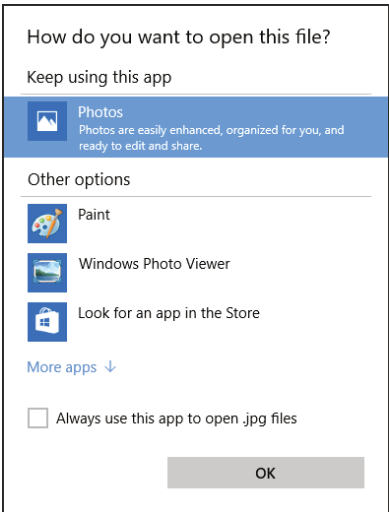 How do you want to open this file?
Keep using this app
Photos
Photos are easily enhanced, organized for you, and
ready to edit and share.
Other options
Paint
Windows Photo Viewer
Look for an app in the Store
More apps ↓
Always use this app to open .jpg files
OK